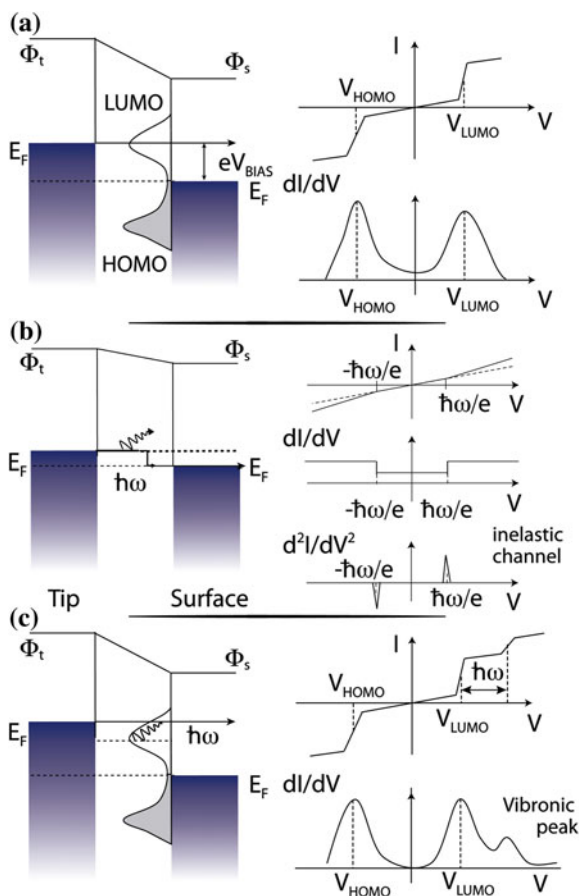 (a)
Φt
Φs
LUMO
EF
eVBIAS
EF
HOMO
I
VHOMO
VLUMO
V
dI/dV
VHOMO
VLUMO
V
(b)
Φt
Φs
EF
ħω
EF
I
-ħω/e
ħω/e
V
dI/dV
-ħω/e
ħω/e
V
d²I/dV²
inelastic
channel
-ħω/e
ħω/e
V
Tip
Surface
(c)
Φt
Φs
EF
ħω
EF
I
VHOMO
ħω
VLUMO
V
dI/dV
Vibronic
peak
VHOMO
VLUMO
V